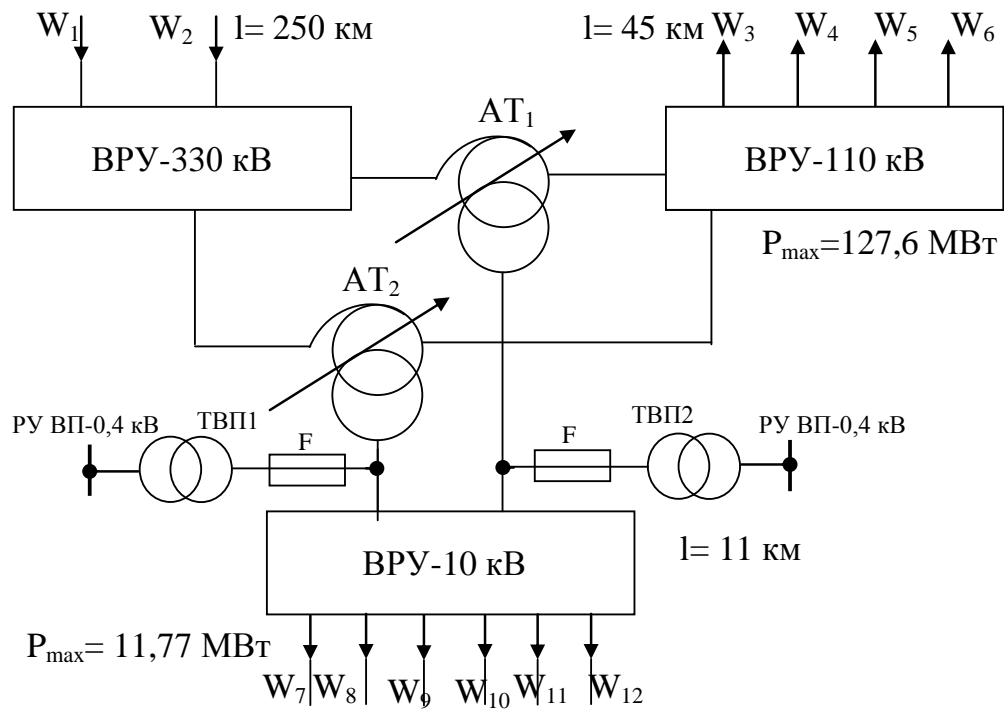 W1 W2 l= 250 км l= 45 км W3 W4 W5 W6
АТ1
ВРУ-330 кВ ВРУ-110 кВ
Pmax=127,6 МВт
АТ2
РУ ВП-0,4 кВ ТВП1 F F ТВП2 РУ ВП-0,4 кВ
ВРУ-10 кВ l= 11 км
Pmax= 11,77 МВт
W7 W8 W9 W10 W11 W12